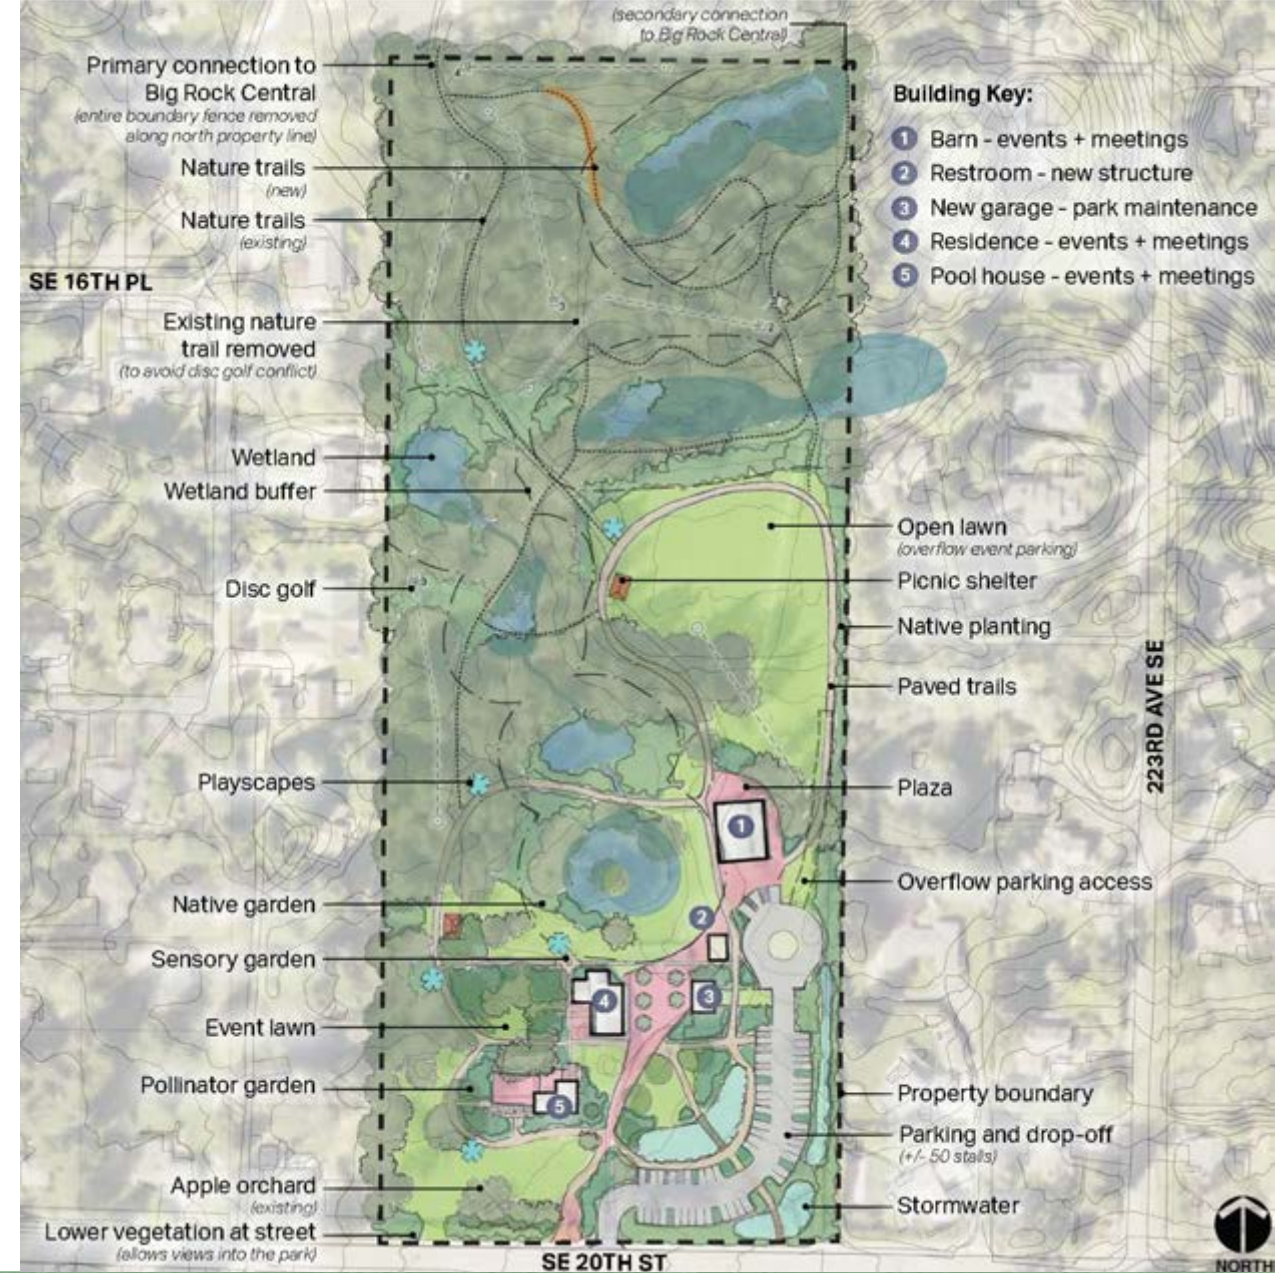 (secondary connection
to Big Rock Central)
Primary connection to
Big Rock Central
(entire boundary fence removed
along north property line)
Nature trails
(new)
Nature trails
(existing)
SE 16TH PL
Existing nature
trail removed
(to avoid disc golf conflict)
Wetland
Wetland buffer
Disc golf
Playscapes
Native garden
Sensory garden
Event lawn
Pollinator garden
Apple orchard
(existing)
Lower vegetation at street
(allows views into the park)
Building Key:
1 Barn - events + meetings
2 Restroom - new structure
3 New garage - park maintenance
4 Residence - events + meetings
5 Pool house - events + meetings
Open lawn
(overflow event parking)
Picnic shelter
Native planting
Paved trails
223RD AVE SE
Plaza
Overflow parking access
Property boundary
Parking and drop-off
(+/- 50 stalls)
Stormwater
1
2
3
4
5
SE 20TH ST
NORTH